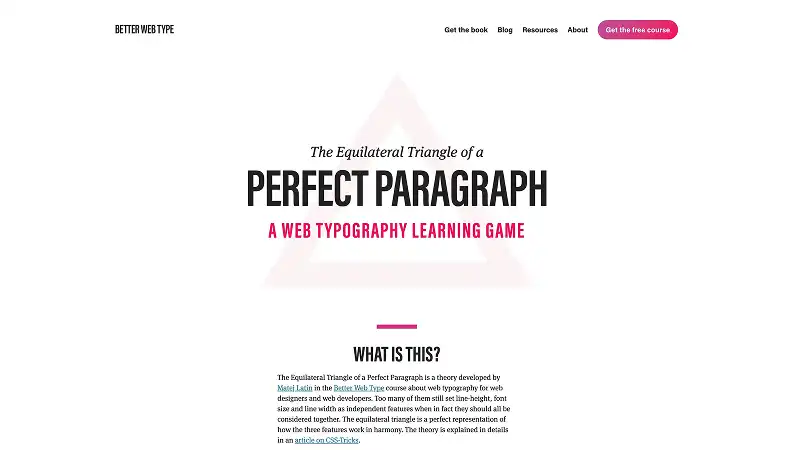 BETTER WEB TYPE
Get the book Blog Resources About Get the free course
The Equilateral Triangle of a
PERFECT PARAGRAPH
A WEB TYPOGRAPHY LEARNING GAME
WHAT IS THIS?
The Equilateral Triangle of a Perfect Paragraph is a theory developed by
Matej Latin in the Better Web Type course about web typography for web
designers and web developers. Too many of them still set line-height, font
size and line width as independent features when in fact they should all be
considered together. The equilateral triangle is a perfect representation of
how the three features work in harmony. The theory is explained in details
in an article on CSS-Tricks.